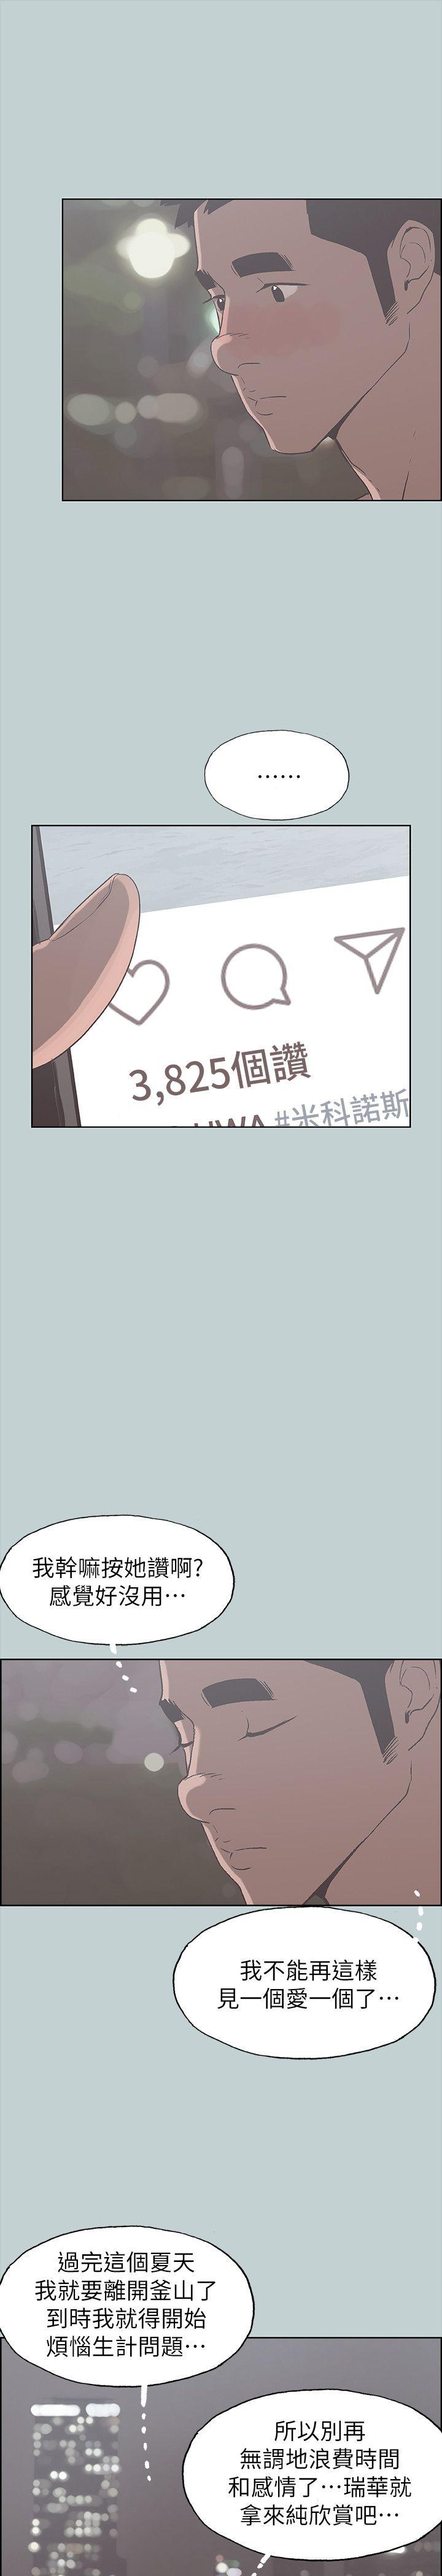 ……
3,825個讚
#米科諾斯
我幹嘛按她讚啊?
感覺好沒用…
我不能再這樣
見一個愛一個了…
過完這個夏天
我就要離開釜山了
到時我就得開始
煩惱生計問題…
所以別再
無謂地浪費時間
和感情了…瑞華就
拿來純欣賞吧…